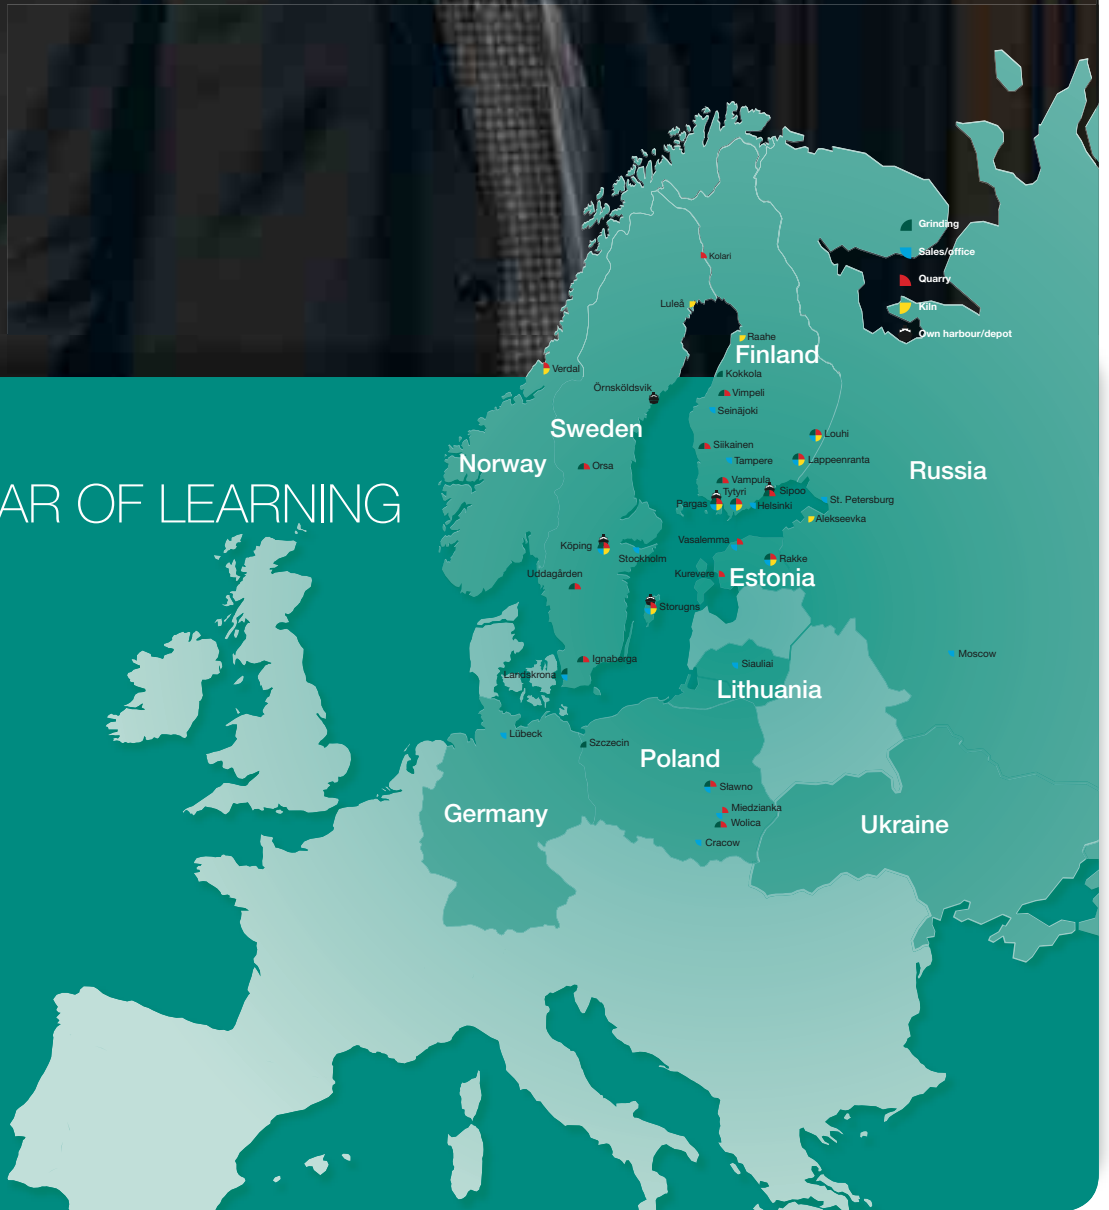 Grinding
Sales/office
Kolari
Quarry
Luleå
Kiln
Raahe
Own harbour/depot
Finland
Verdal
Kokkola
Örnsköldsvik
Vimpeli
Seinäjoki
Sweden
Louhi
Siikainen
Norway
Orsa
Tampere
Lappeenranta
Russia
Vampula
Tytyri
Sipoo
AR OF LEARNING
Pargas
Helsinki
St. Petersburg
Alekseevka
Köping
Vasalemma
Stockholm
Rakke
Uddagården
Kurevere
Estonia
Storugns
Moscow
Ignaberga
Siauliai
Landskrona
Lithuania
Lübeck
Szczecin
Poland
Sławno
Germany
Miedzianka
Wolica
Ukraine
Cracow